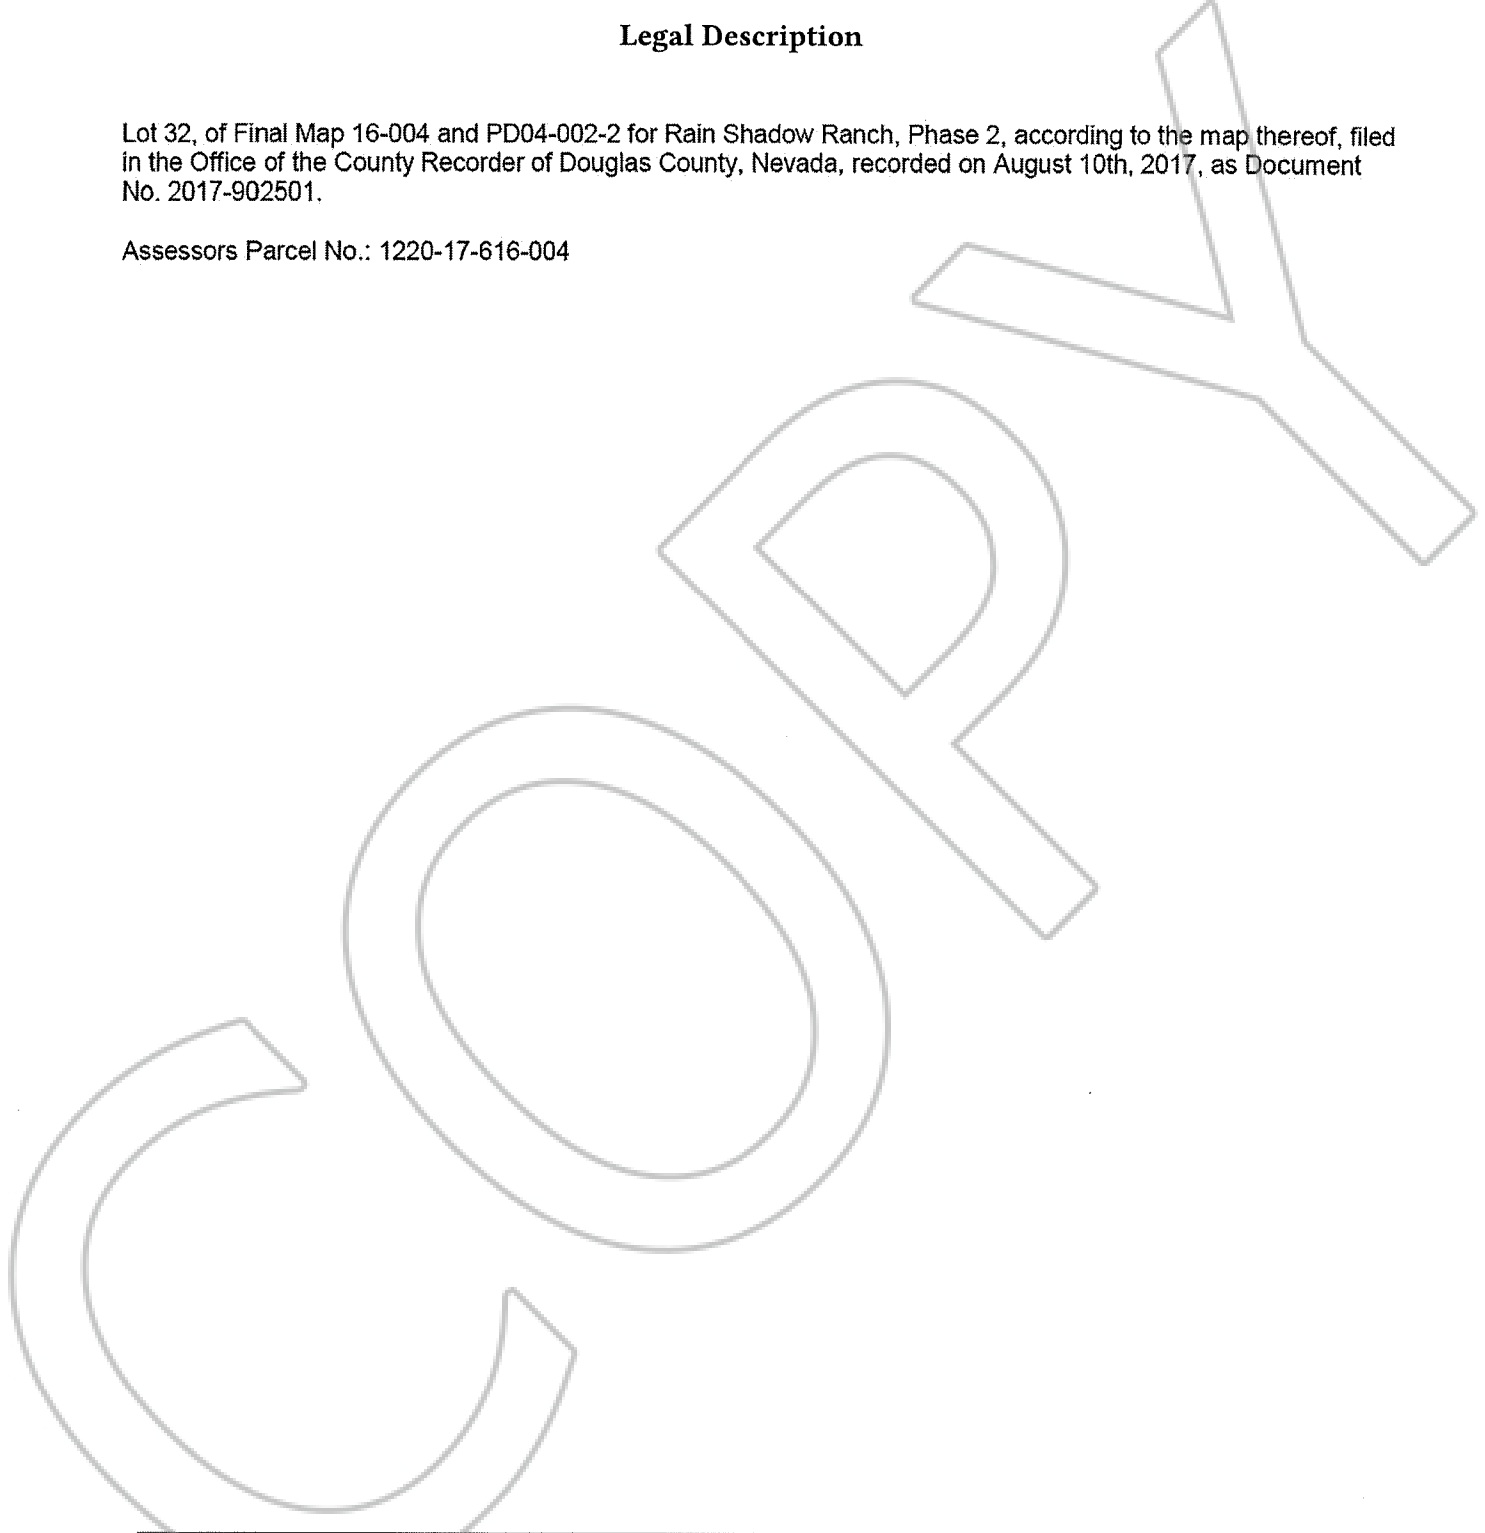 Legal Description
Lot 32, of Final Map 16-004 and PD04-002-2 for Rain Shadow Ranch, Phase 2, according to the map thereof, filed
in the Office of the County Recorder of Douglas County, Nevada, recorded on August 10th, 2017, as Document
No. 2017-902501.
Assessors Parcel No.: 1220-17-616-004
COPY